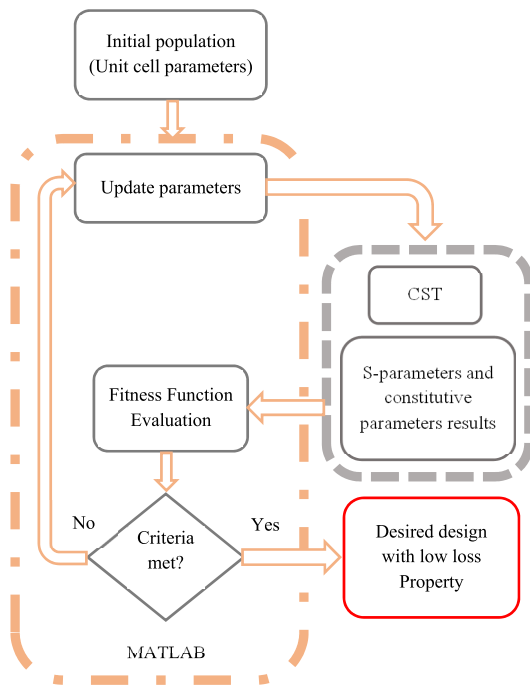 Initial population
(Unit cell parameters)
Update parameters
CST
S-parameters and
constitutive
parameters results
Fitness Function
Evaluation
Criteria
met?
No
Yes
Desired design
with low loss
Property
MATLAB